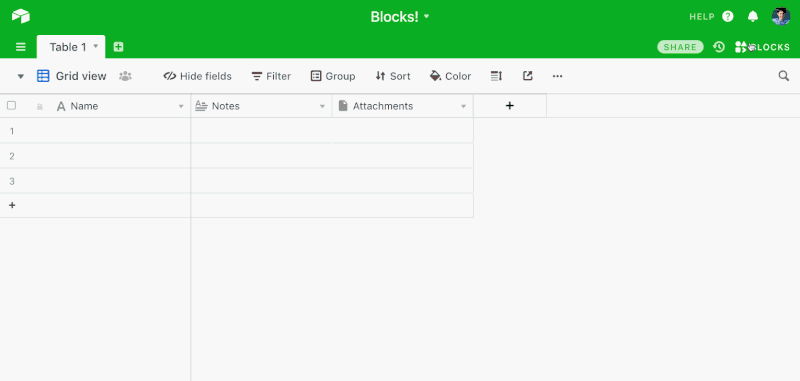 Blocks!
HELP
Table 1
SHARE
BLOCKS
Grid view
Hide fields
Filter
Group
Sort
Color
Name
Notes
Attachments
1
2
3